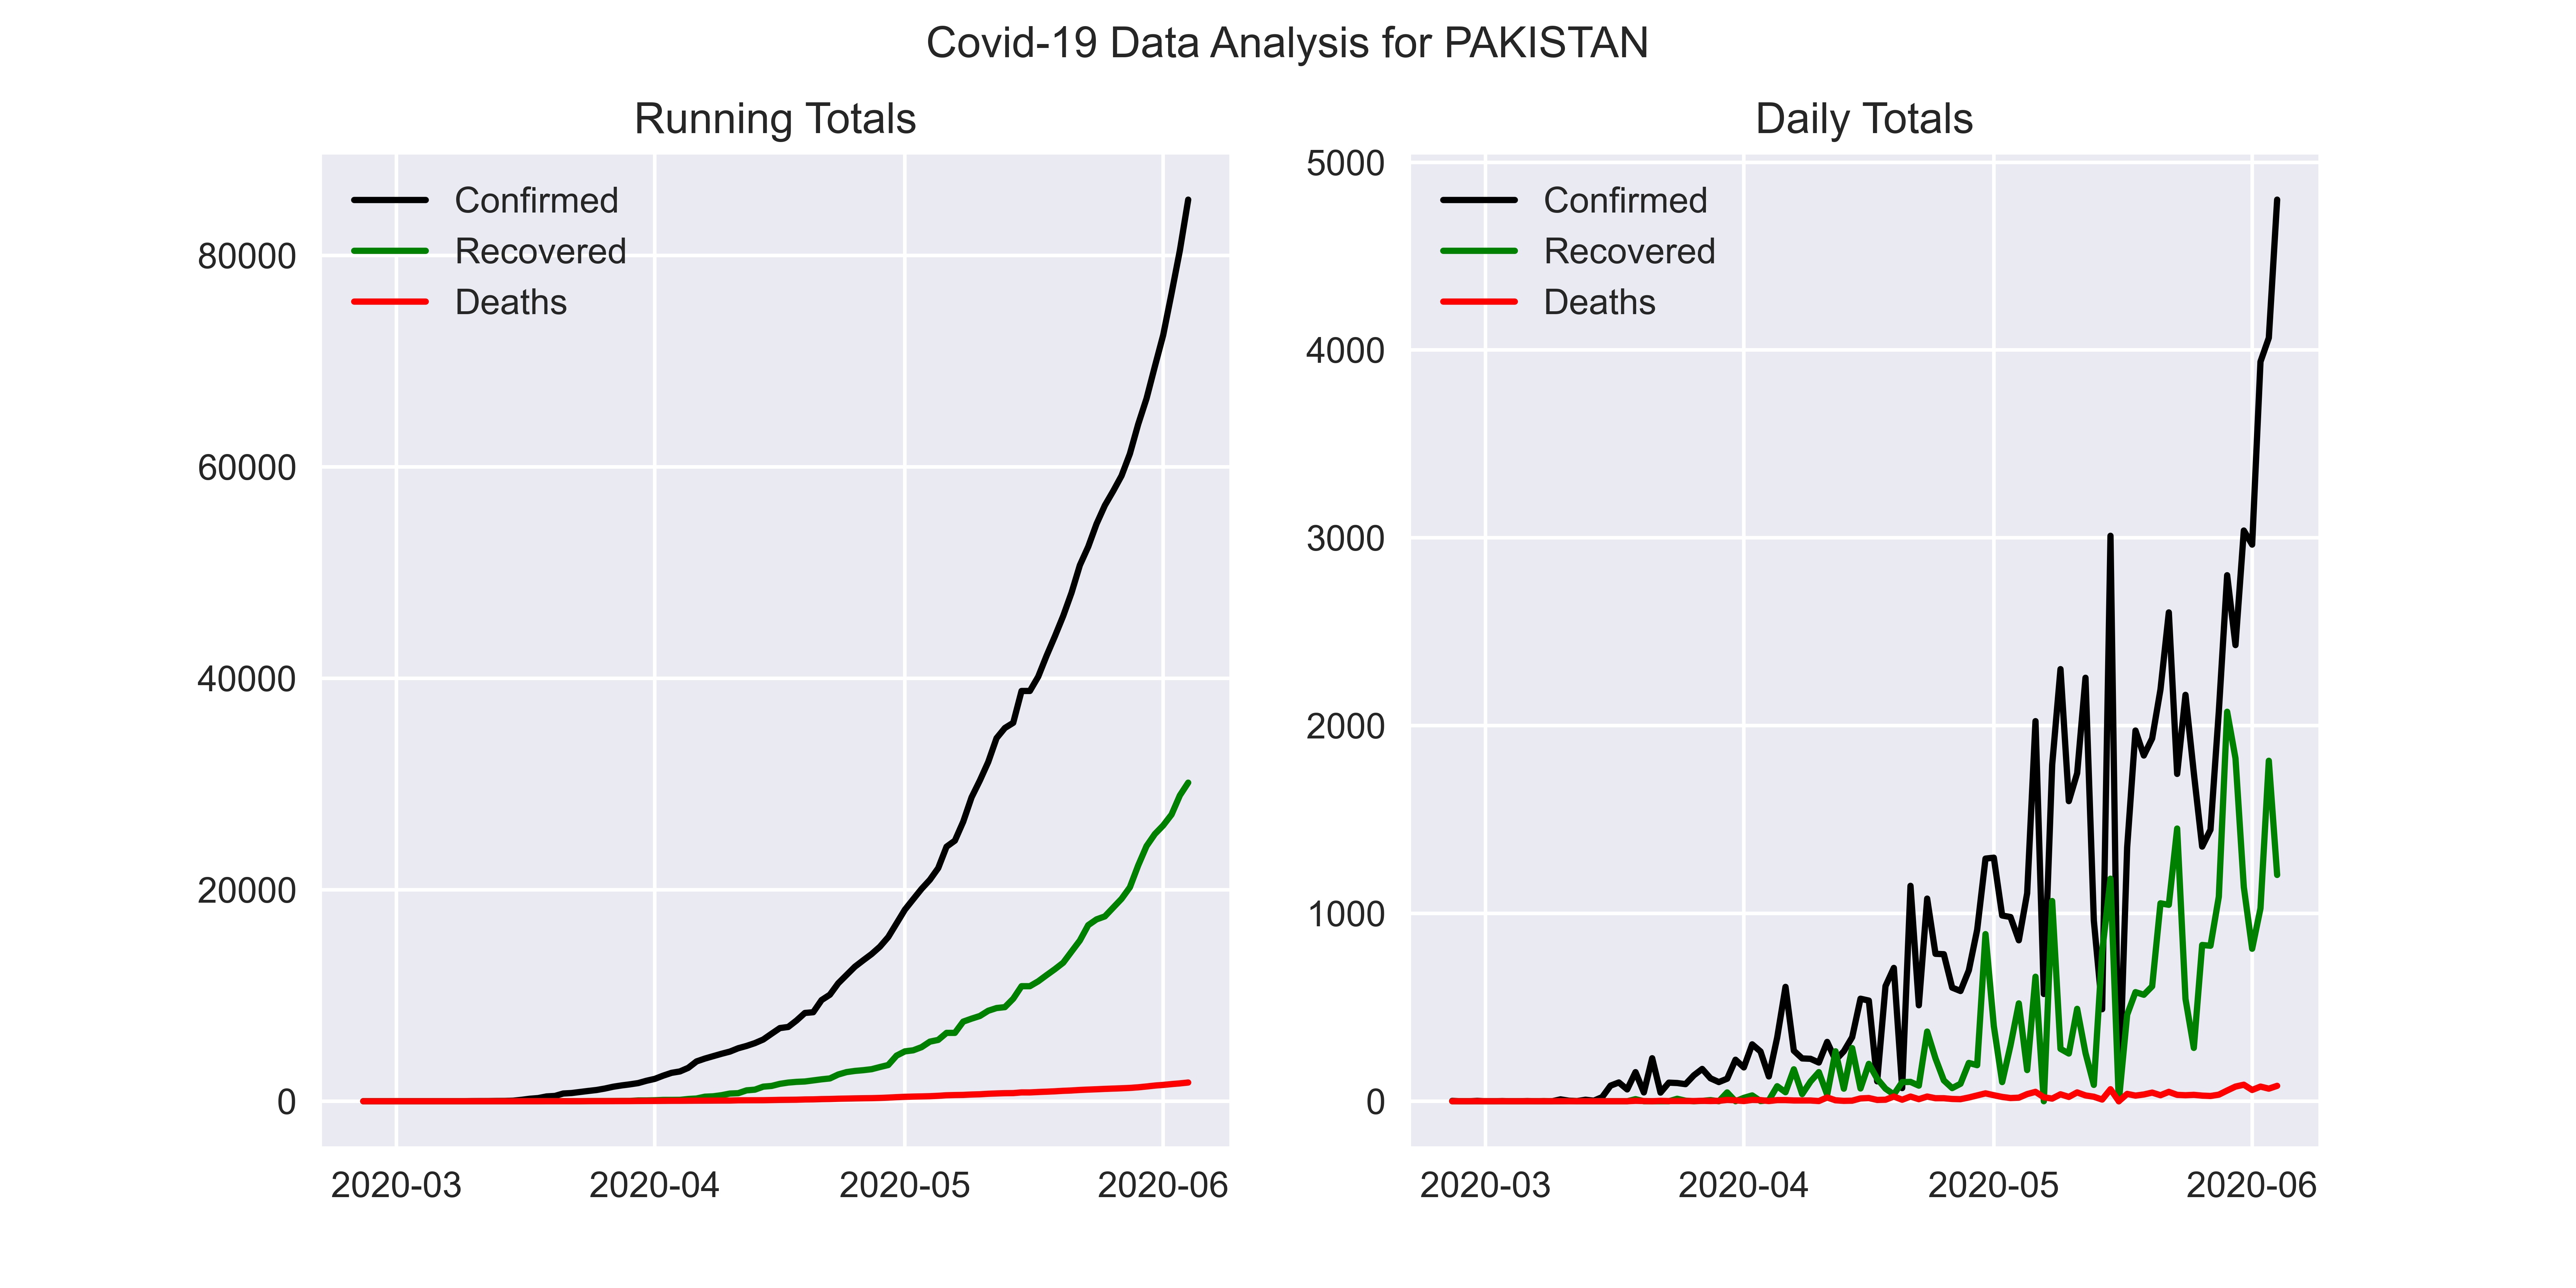 Covid-19 Data Analysis for PAKISTAN
Running Totals
Confirmed
Recovered
Deaths
80000
60000
40000
20000
0
2020-03 2020-04 2020-05 2020-06
Daily Totals
Confirmed
Recovered
Deaths
5000
4000
3000
2000
1000
0
2020-03 2020-04 2020-05 2020-06